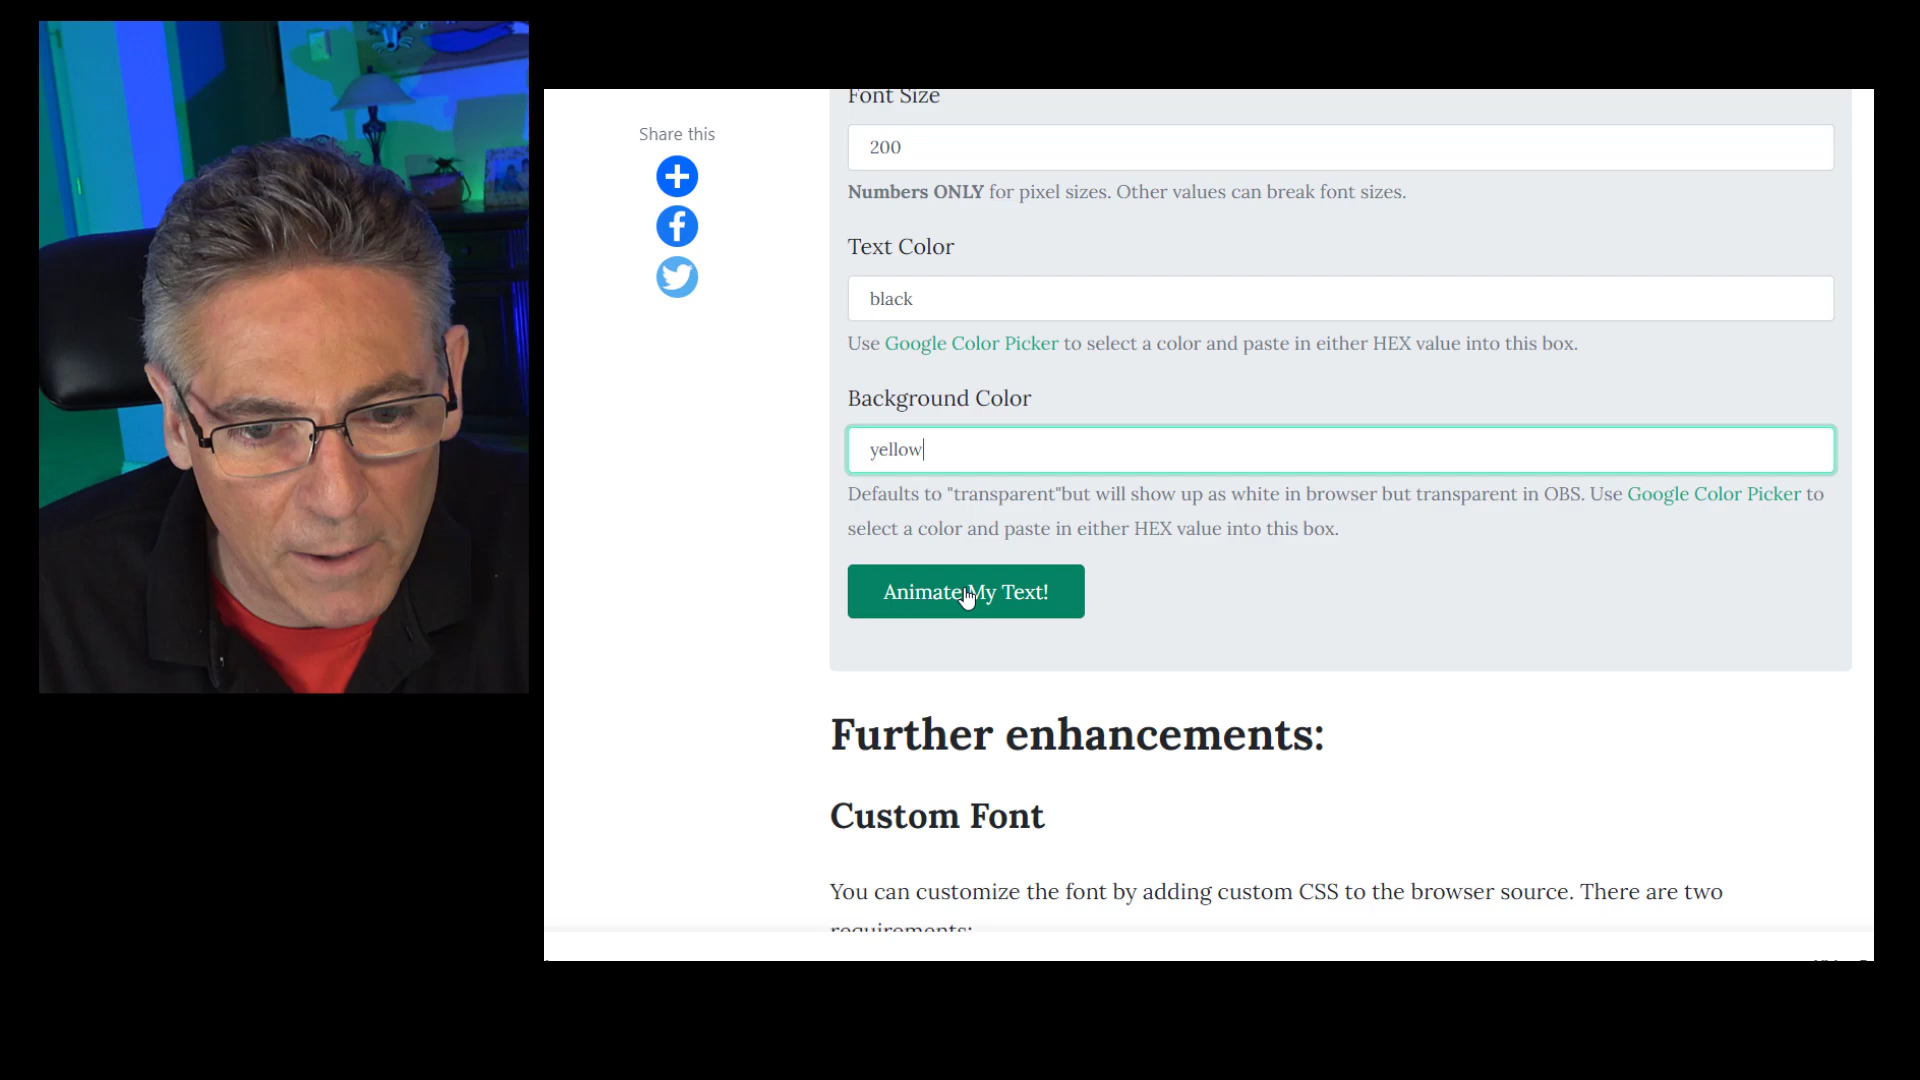 Font Size
Share this
200
Numbers ONLY for pixel sizes. Other values can break font sizes.
Text Color
black
Use Google Color Picker to select a color and paste in either HEX value into this box.
Background Color
yellow
Defaults to "transparent"but will show up as white in browser but transparent in OBS. Use Google Color Picker to
select a color and paste in either HEX value into this box.
Animate My Text!
Further enhancements:
Custom Font
You can customize the font by adding custom CSS to the browser source. There are two
requirements: